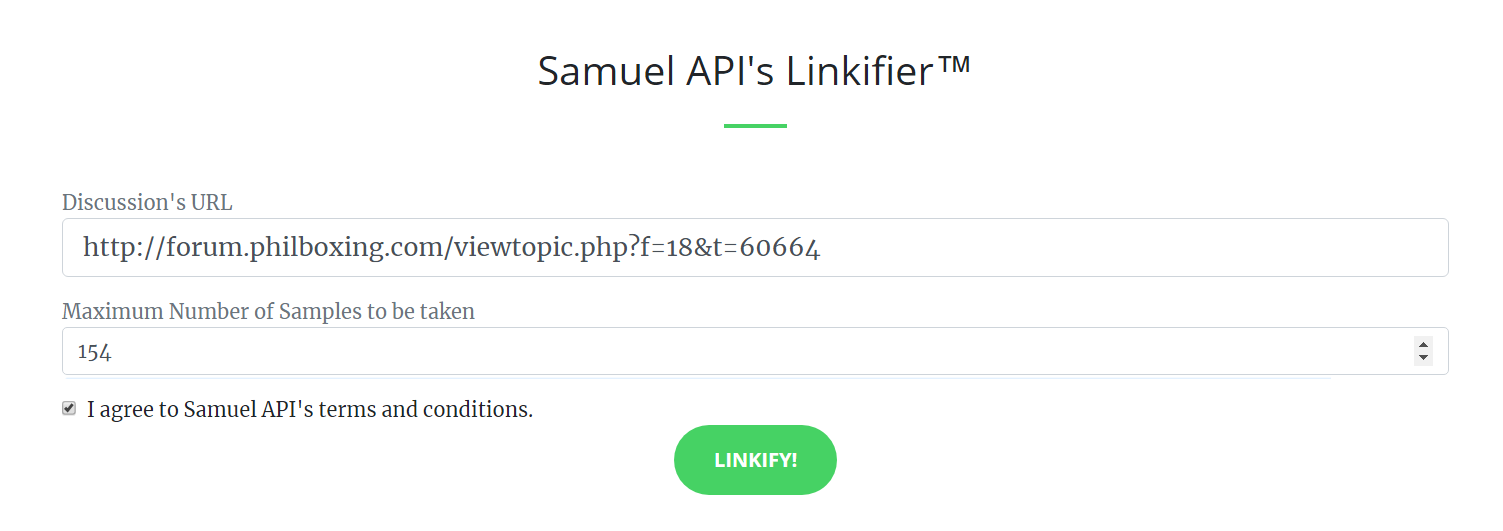 Samuel API's Linkifier™
Discussion's URL
http://forum.philboxing.com/viewtopic.php?f=18&t=60664
Maximum Number of Samples to be taken
154
I agree to Samuel API's terms and conditions.
LINKIFY!